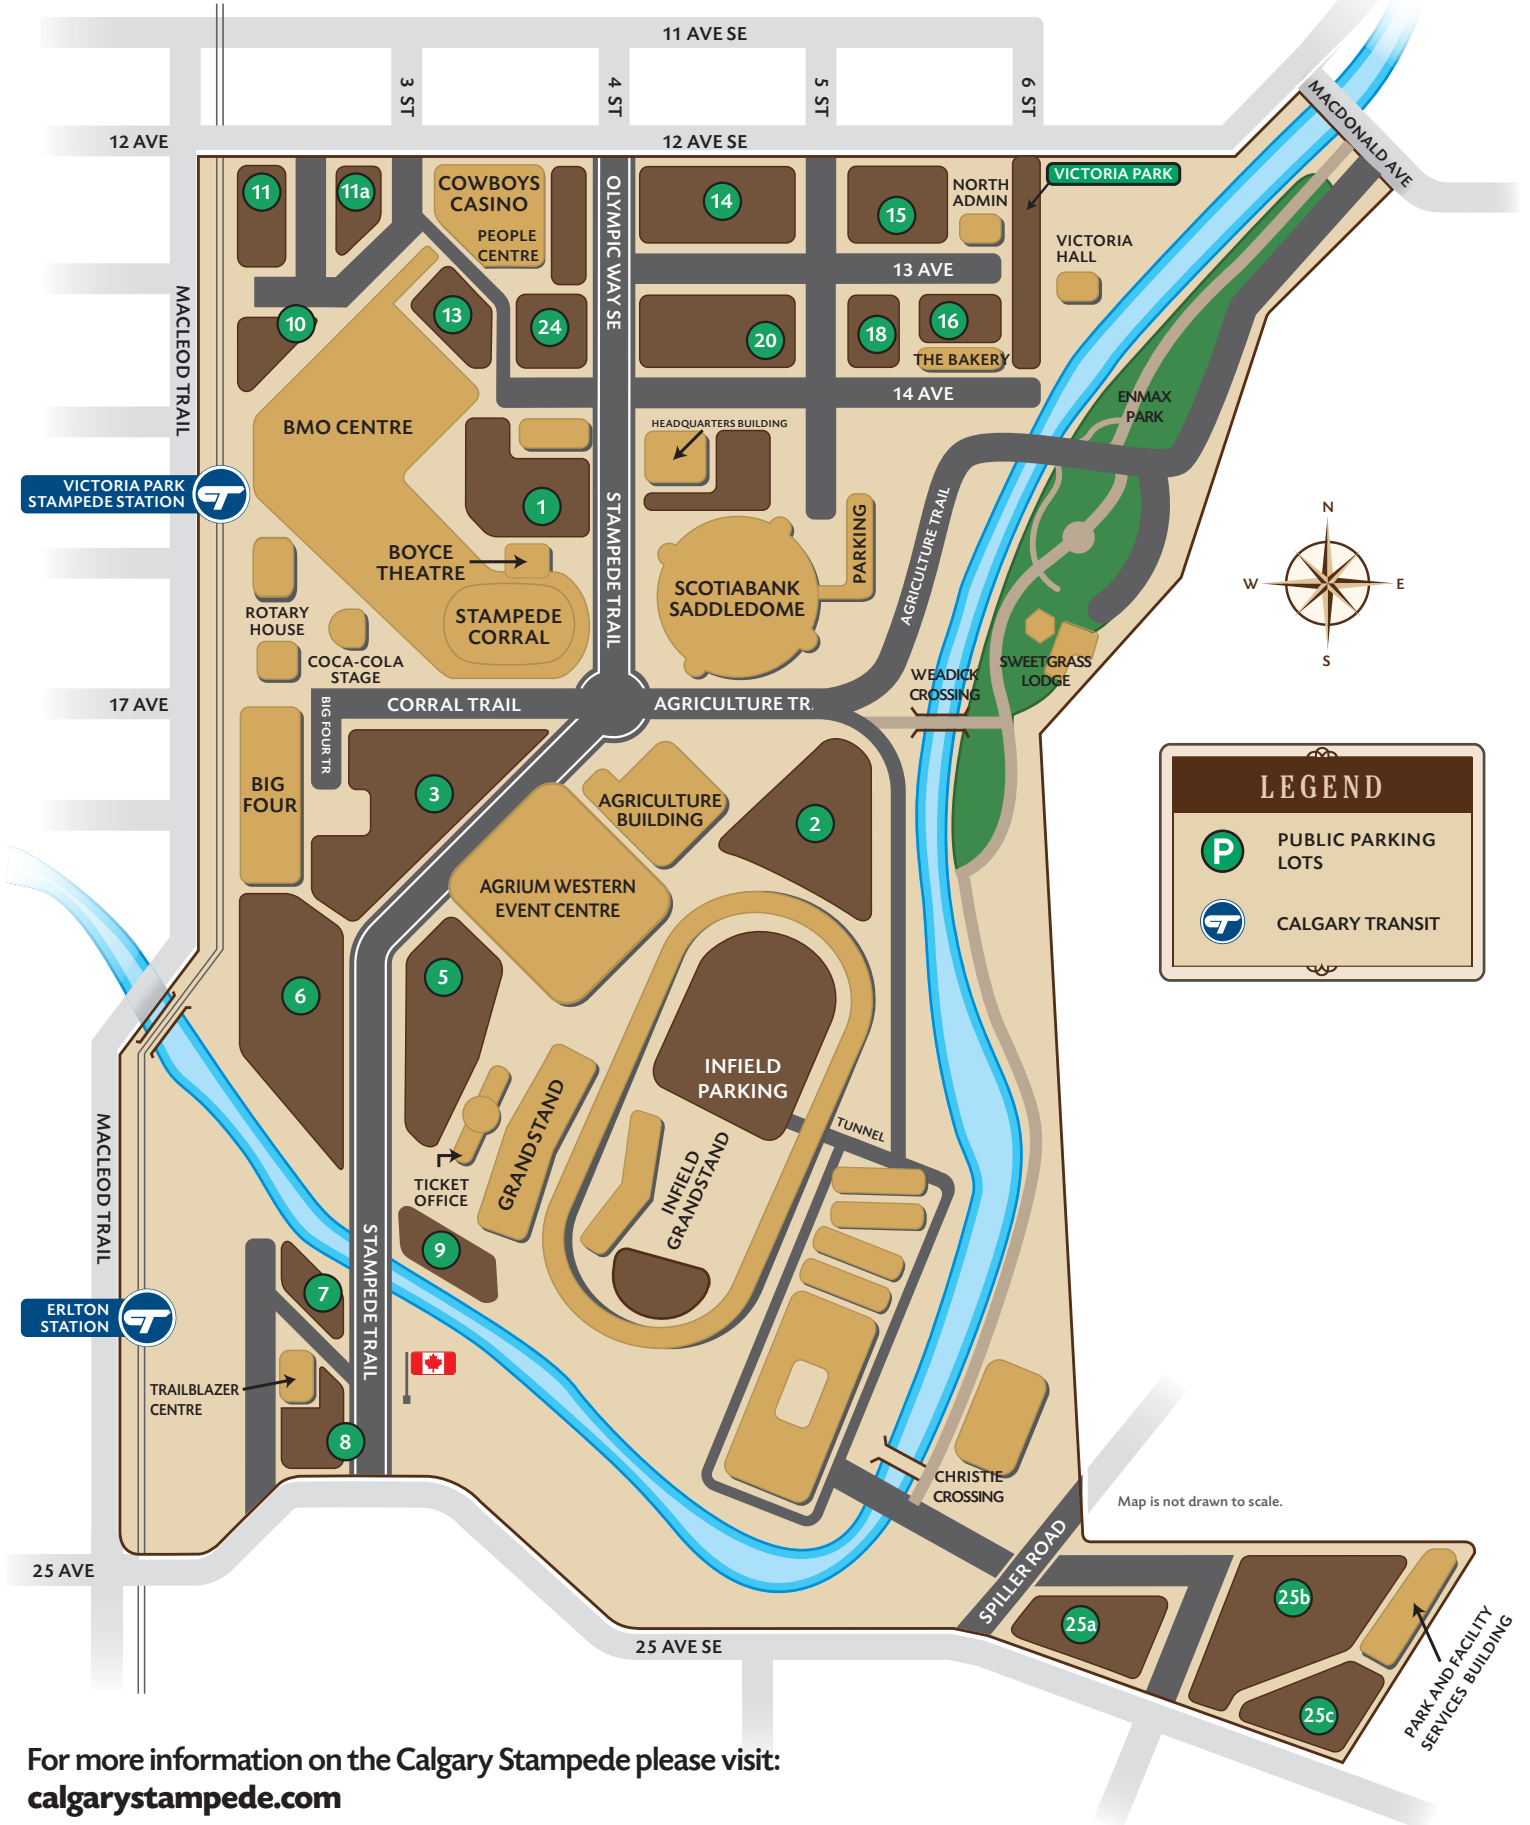 11 AVE SE
3 ST
4 ST
5 ST
6 ST
MACDONALD AVE
12 AVE
12 AVE SE
11
11a
COWBOYS
CASINO
PEOPLE
CENTRE
OLYMPIC WAY SE
14
15
NORTH
ADMIN
VICTORIA PARK
VICTORIA
HALL
13 AVE
MACLEOD TRAIL
10
13
24
20
18
16
THE BAKERY
14 AVE
ENMAX
PARK
BMO CENTRE
HEADQUARTERS BUILDING
VICTORIA PARK
STAMPEDE STATION
1
STAMPEDE TRAIL
PARKING
AGRICULTURE TRAIL
N
W
E
S
BOYCE
THEATRE
STAMPEDE
CORRAL
SCOTIABANK
SADDLEDOME
ROTARY
HOUSE
COCA-COLA
STAGE
WEADICK
CROSSING
SWEETGRASS
LODGE
17 AVE
BIG FOUR TR
CORRAL TRAIL
AGRICULTURE TR.
BIG
FOUR
3
AGRICULTURE
BUILDING
2
LEGEND
P
PUBLIC PARKING
LOTS
CALGARY TRANSIT
AGRIUM WESTERN
EVENT CENTRE
5
6
INFIELD
PARKING
TUNNEL
GRANDSTAND
INFIELD
GRANDSTAND
TICKET
OFFICE
MACLEOD TRAIL
STAMPEDE TRAIL
9
7
ERLTON
STATION
TRAILBLAZER
CENTRE
8
CHRISTIE
CROSSING
Map is not drawn to scale.
SPILLER ROAD
25 AVE
25a
25b
25c
25 AVE SE
PARK AND FACILITY
SERVICES BUILDING
For more information on the Calgary Stampede please visit:
calgarystampede.com